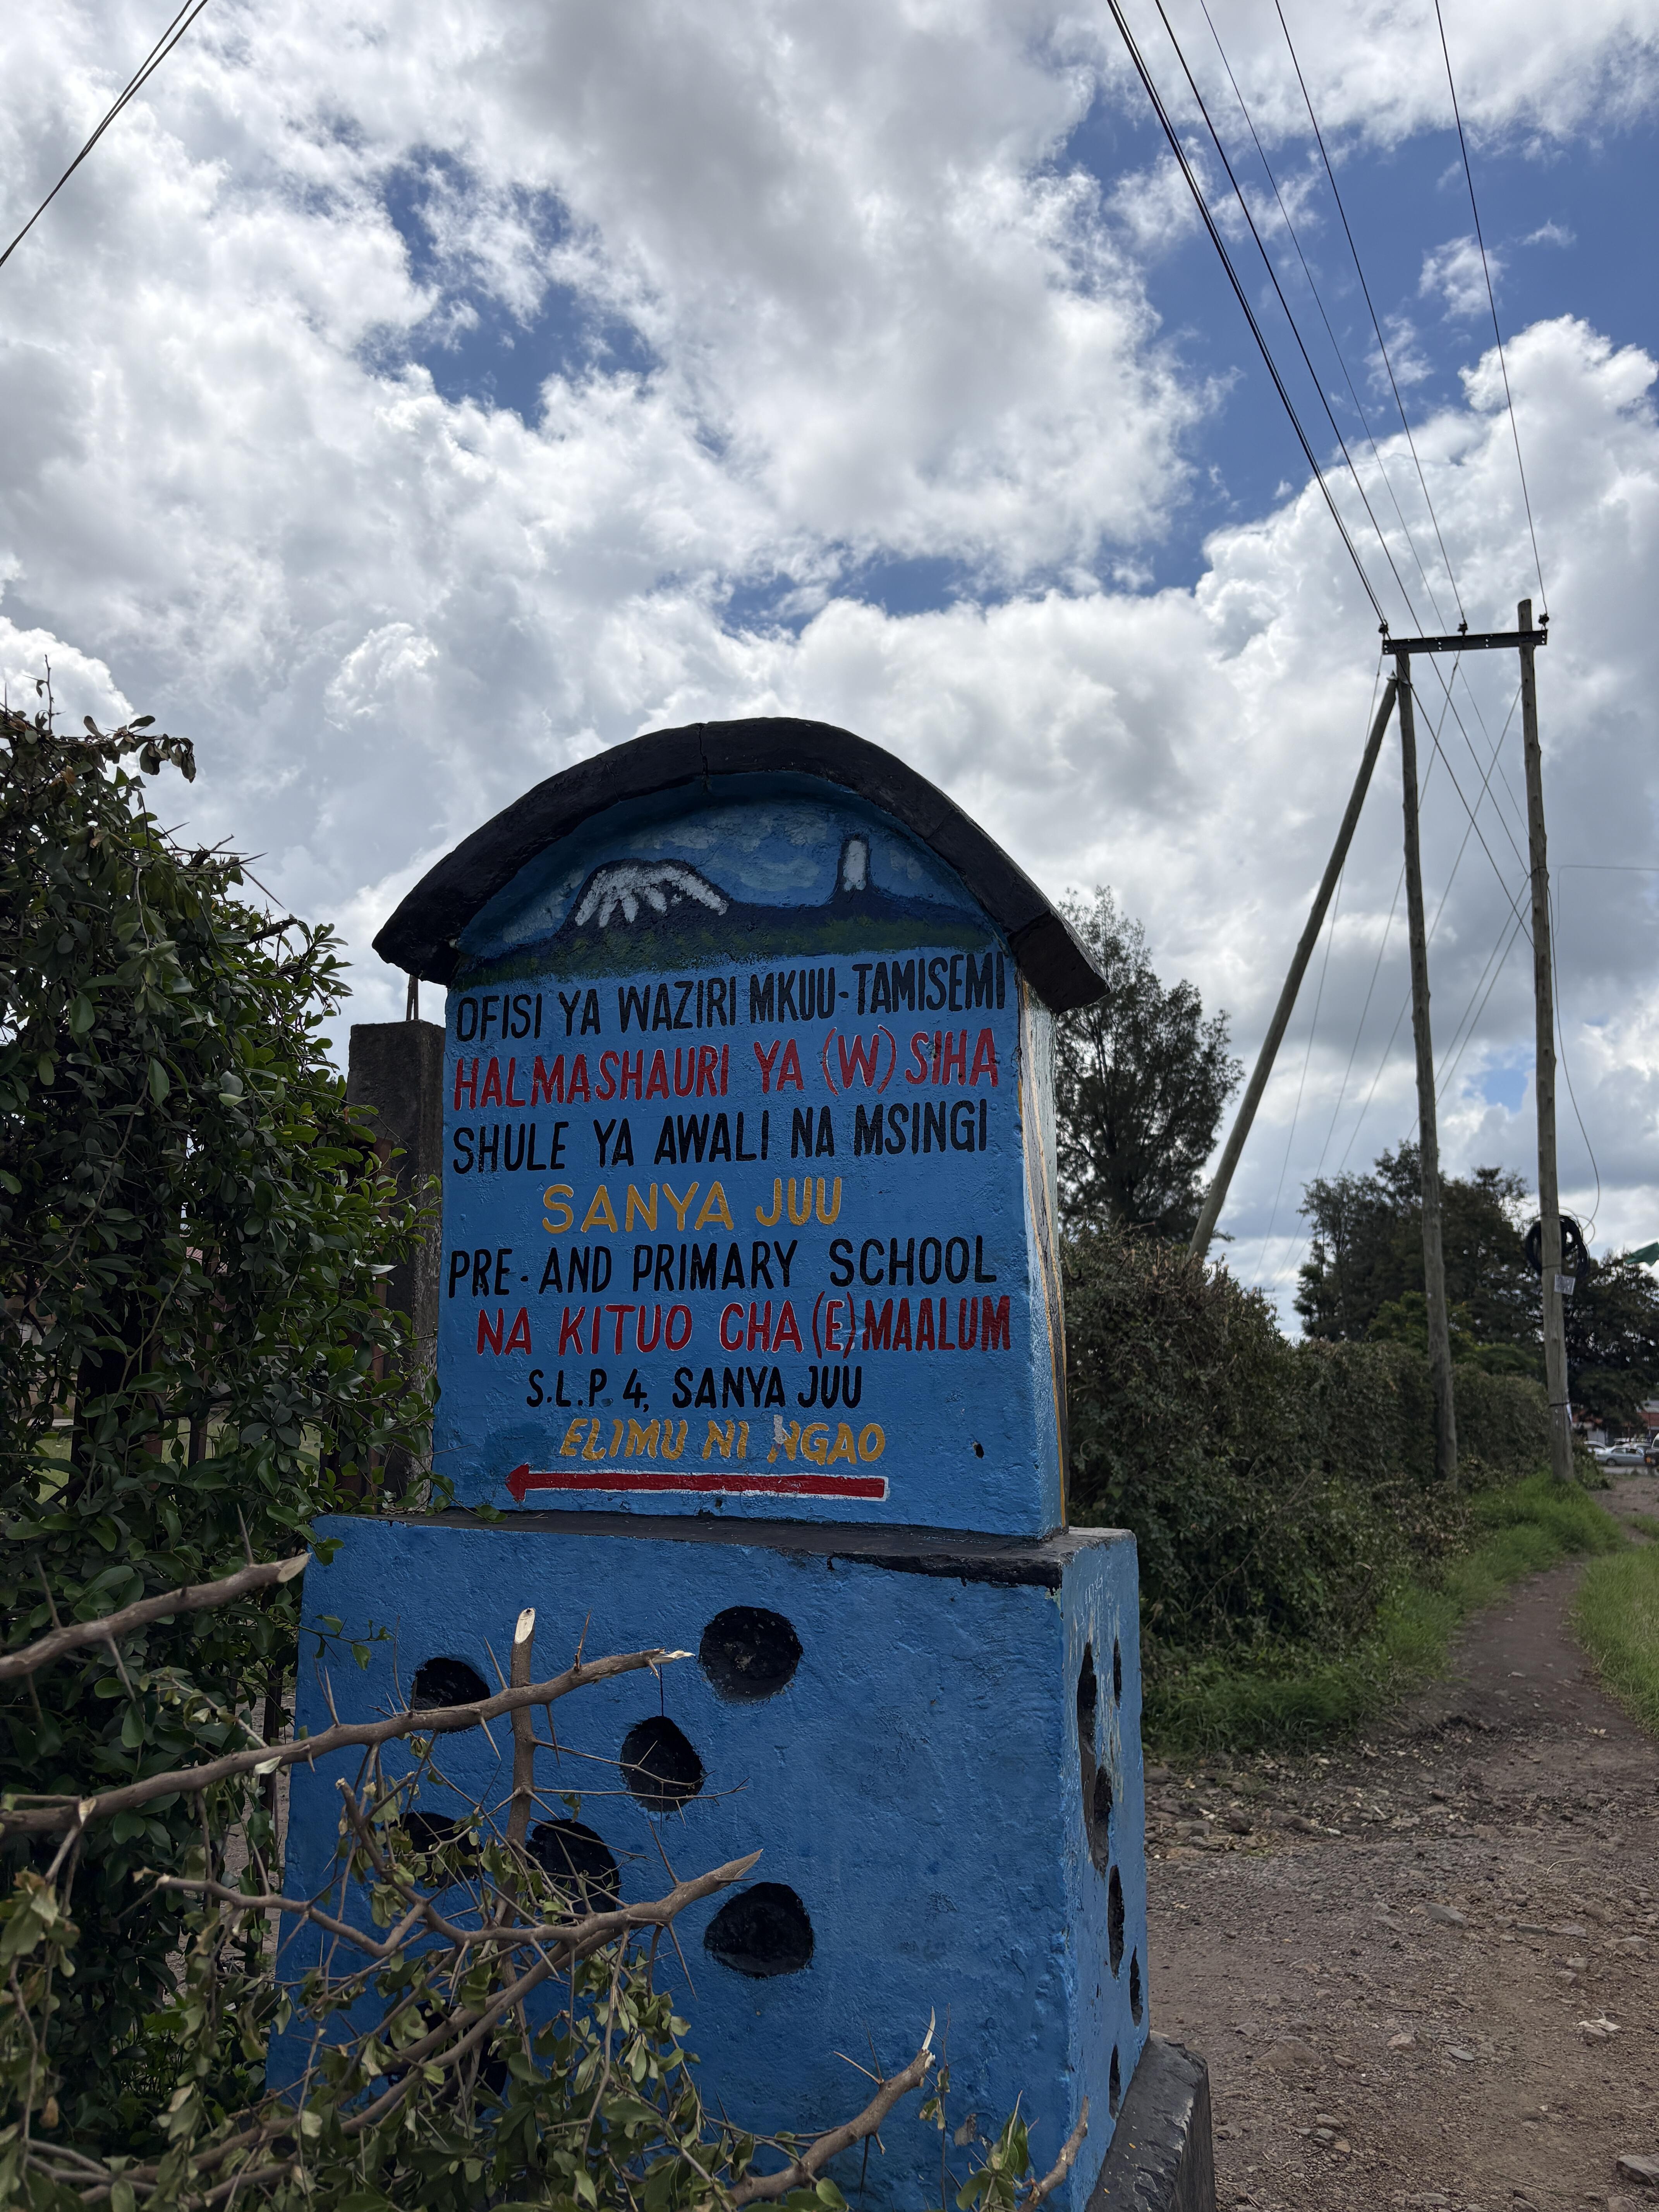 OFISI YA WAZIRI MKUU-TAMISEMI
HALMASHAURI YA (W) SIHA
SHULE YA AWALI NA MSINGI
SANYA JUU
PRE-AND PRIMARY SCHOOL
NA KITUO CHA (E) MAALUM
S.L.P. 4, SANYA JUU
ELIMU NI NGAO